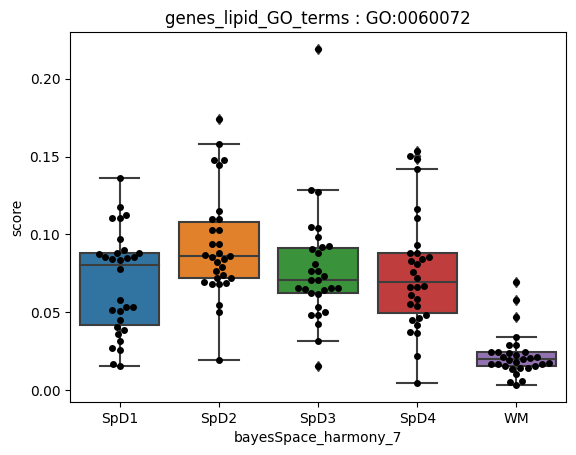 genes_lipid_GO_terms : GO:0060072
score
0.20
0.15
0.10
0.05
0.00
SpD1 SpD2 SpD3 SpD4 WM
bayesSpace_harmony_7